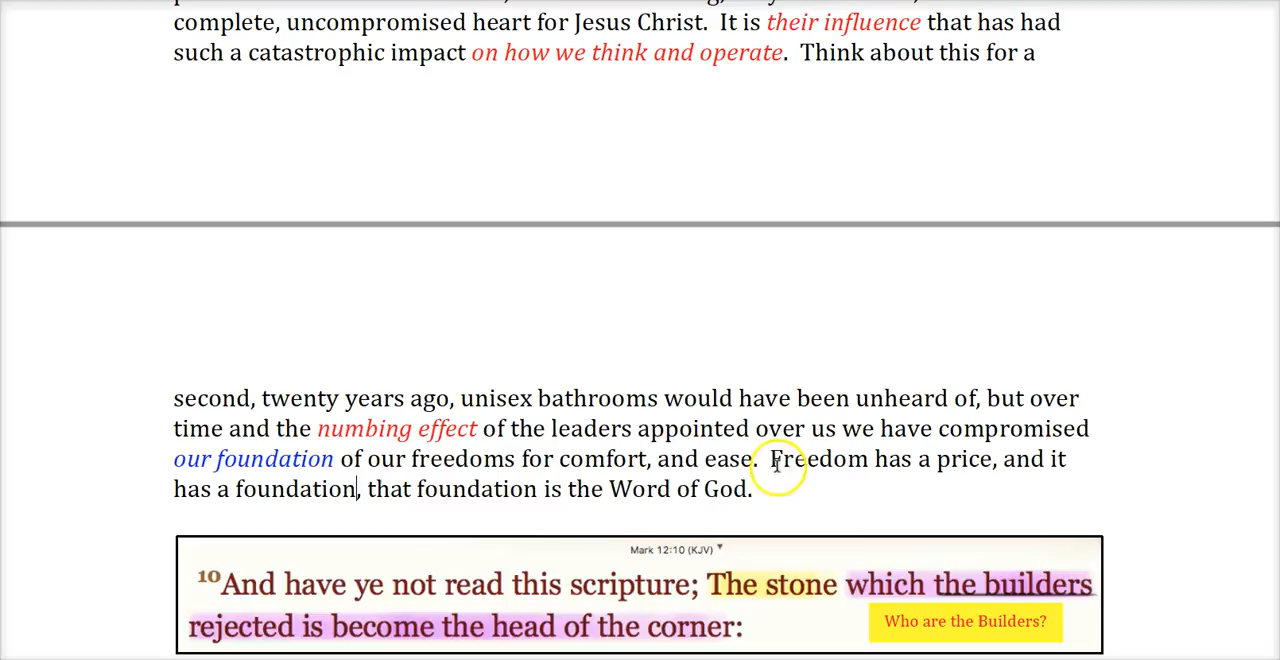 complete, uncompromised heart for Jesus Christ. It is their influence that has had
such a catastrophic impact on how we think and operate. Think about this for a
second, twenty years ago, unisex bathrooms would have been unheard of, but over
time and the numbing effect of the leaders appointed over us we have compromised
our foundation of our freedoms for comfort, and ease. Freedom has a price, and it
has a foundation, that foundation is the Word of God.
Mark 12:10 (KJV)
10 And have ye not read this scripture; The stone which the builders
rejected is become the head of the corner:
Who are the Builders?